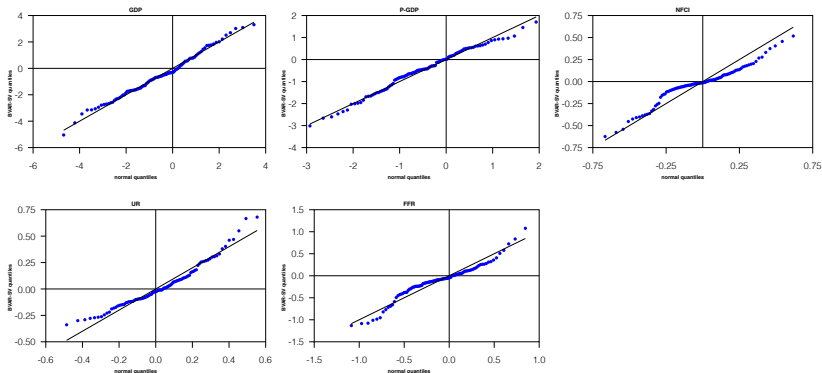 GDP
BVAR-SV quantiles
4
2
0
-2
-4
-6
-6 -4 -2 0 2 4
normal quantiles
P-GDP
BVAR-SV quantiles
2
1
0
-1
-2
-3
-4
-3 -2 -1 0 1 2
normal quantiles
NFCI
BVAR-SV quantiles
0.75
0.50
0.25
0.00
-0.25
-0.50
-0.75
-0.75 -0.25 0.25 0.75
normal quantiles
UR
BVAR-SV quantiles
0.75
0.50
0.25
0.00
-0.25
-0.50
-0.6 -0.4 -0.2 0.0 0.2 0.4 0.6
normal quantiles
FFR
BVAR-SV quantiles
1.5
1.0
0.5
0.0
-0.5
-1.0
-1.5
-1.5 -1.0 -0.5 0.0 0.5 1.0
normal quantiles